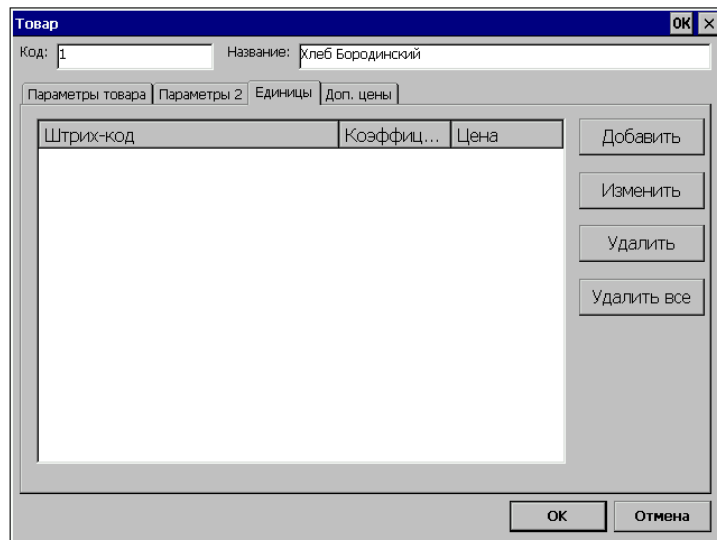 Товар OK ×
Код: 1 Название: Хлеб Бородинский
Параметры товара Параметры 2 Единицы Доп. цены
Штрих-код Коэффиц... Цена
Добавить
Изменить
Удалить
Удалить все
OK Отмена